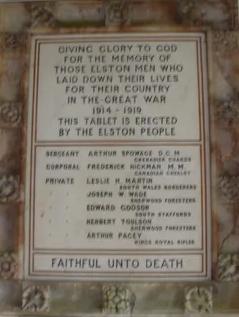 GIVING GLORY TO GOD
FOR THE MEMORY OF
THOSE ELSTON MEN WHO
LAID DOWN THEIR LIVES
FOR THEIR COUNTRY
IN THE GREAT WAR
1914 - 1919
THIS TABLET IS ERECTED
BY THE ELSTON PEOPLE
SERGEANT ARTHUR SPOWAGE D.C.M
GRENADIER GUARDS
CORPORAL FREDERICK HICKMAN M.M.
CANADIAN CAVALRY
PRIVATE LESLIE H. MARTIN
SOUTH WALES BORDERERS
" JOSEPH W. WADE
SHERWOOD FORESTERS
" EDWARD GODSON
SOUTH STAFFORDS
" HERBERT TOULSON
SHERWOOD FORESTERS
" ARTHUR PACEY
KINGS ROYAL RIFLES
FAITHFUL UNTO DEATH